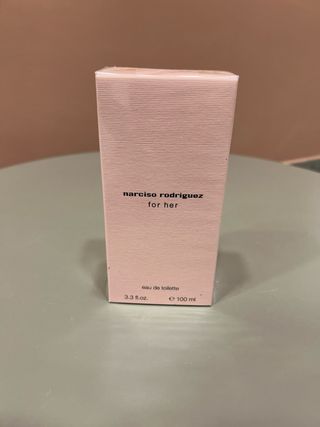 narciso rodriguez
for her
eau de toilette
3.3 fl.oz. ℮ 100 ml